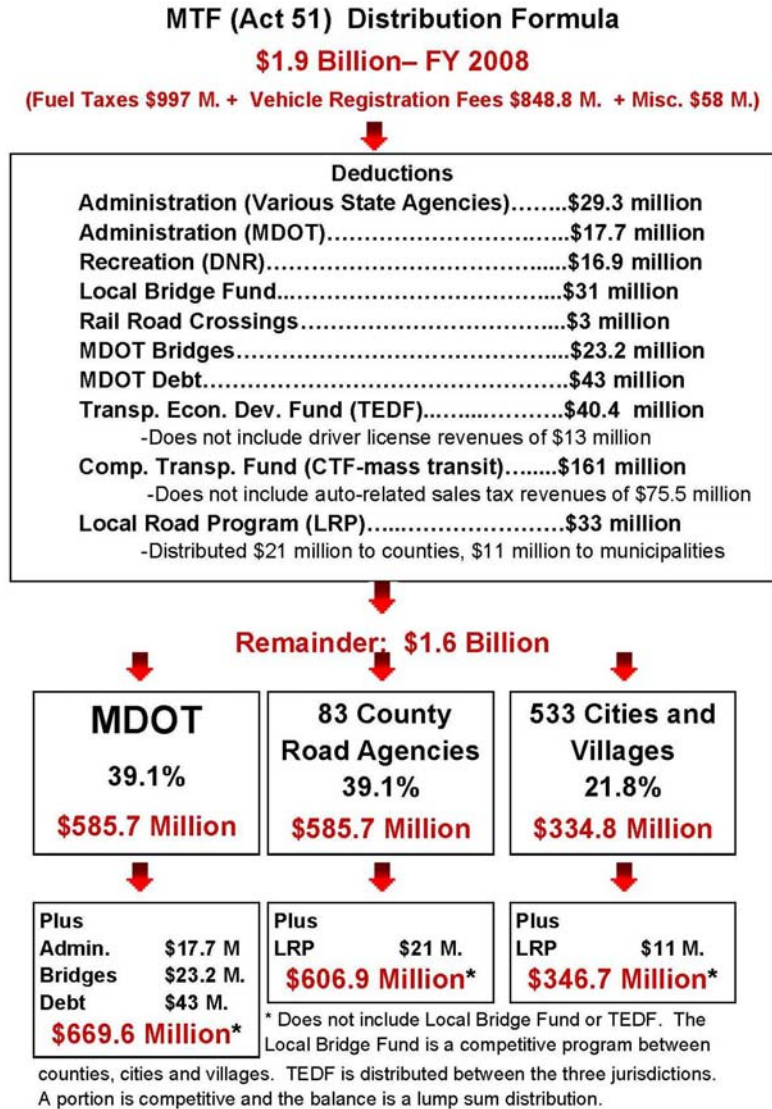 MTF (Act 51) Distribution Formula
$1.9 Billion– FY 2008
(Fuel Taxes $997 M. + Vehicle Registration Fees $848.8 M. + Misc. $58 M.)
Deductions
Administration (Various State Agencies)……..$29.3 million
Administration (MDOT)……………………………$17.7 million
Recreation (DNR)…………………………………......$16.9 million
Local Bridge Fund...…………………………………...$31 million
Rail Road Crossings………………………………....$3 million
MDOT Bridges………………………………………....$23.2 million
MDOT Debt……………………………………………..$43 million
Transp. Econ. Dev. Fund (TEDF)...…...………..$40.4 million
-Does not include driver license revenues of $13 million
Comp. Transp. Fund (CTF-mass transit)….....$161 million
-Does not include auto-related sales tax revenues of $75.5 million
Local Road Program (LRP)…..…………………$33 million
-Distributed $21 million to counties, $11 million to municipalities
Remainder: $1.6 Billion
MDOT
39.1%
$585.7 Million
83 County
Road Agencies
39.1%
$585.7 Million
533 Cities and
Villages
21.8%
$334.8 Million
Plus
Admin. $17.7 M
Bridges $23.2 M.
Debt $43 M.
$669.6 Million*
Plus
LRP $21 M.
$606.9 Million*
Plus
LRP $11 M.
$346.7 Million*
* Does not include Local Bridge Fund or TEDF. The
Local Bridge Fund is a competitive program between
counties, cities and villages. TEDF is distributed between the three jurisdictions.
A portion is competitive and the balance is a lump sum distribution.